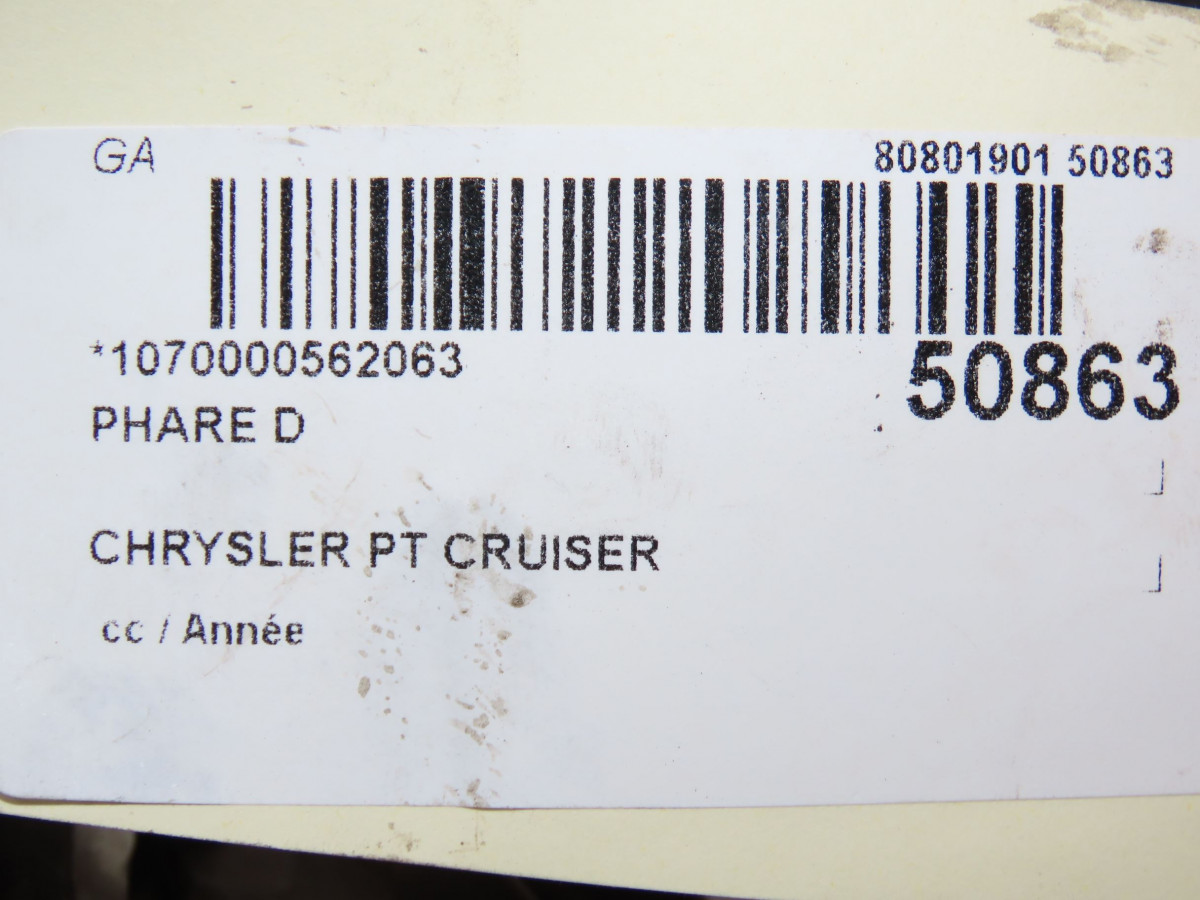 GA
80801901 50863
*1070000562063
50863
PHARE D
CHRYSLER PT CRUISER
cc / Année